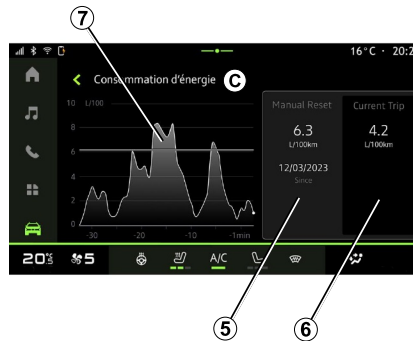 7
16°C · 20:2
Consommation d'énergie C
10 L/100
8
6
4
2
0
-30 -20 -10 -1min
Manual Reset
6.3
L/100km
12/03/2023
Since
Current Trip
4.2
L/100km
20°5 5 A/C
5 6